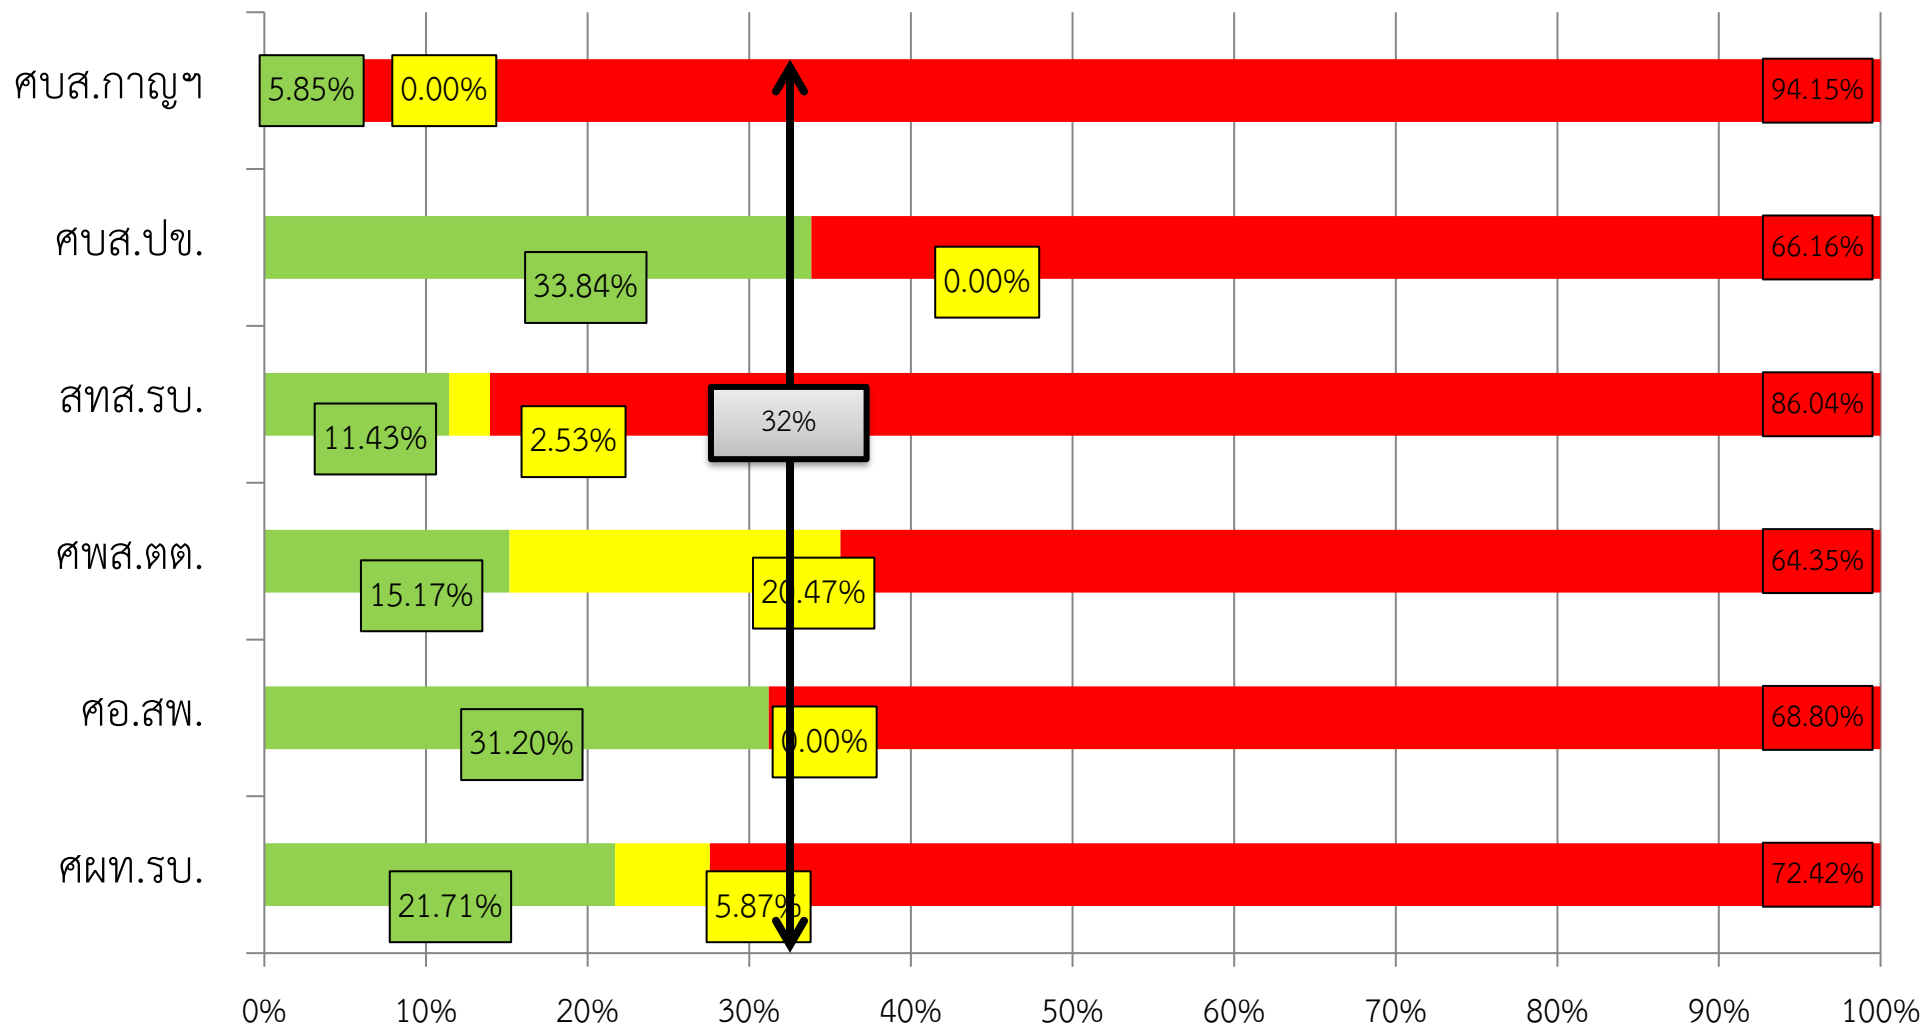 ศบส.กาญฯ 5.85% 0.00% 94.15%
ศบส.ปข. 33.84% 0.00% 66.16%
สทส.รบ. 11.43% 2.53% 32% 86.04%
ศพส.ตต. 15.17% 20.47% 64.35%
ศอ.สพ. 31.20% 0.00% 68.80%
ศผท.รบ. 21.71% 5.87% 72.42%
0% 10% 20% 30% 40% 50% 60% 70% 80% 90% 100%